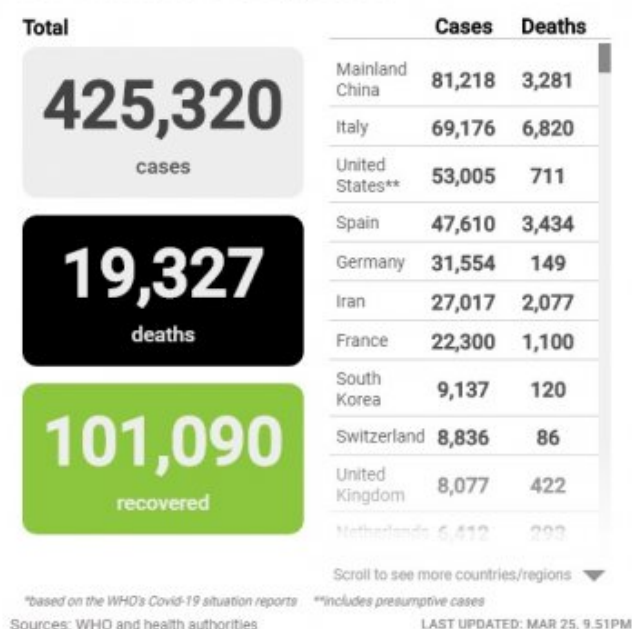 Total
425,320
cases
19,327
deaths
101,090
recovered
Cases Deaths
Mainland
China 81,218 3,281
Italy 69,176 6,820
United
States** 53,005 711
Spain 47,610 3,434
Germany 31,554 149
Iran 27,017 2,077
France 22,300 1,100
South
Korea 9,137 120
Switzerland 8,836 86
United
Kingdom 8,077 422
Netherlands 6,412 293
Scroll to see more countries/regions
*based on the WHO's Covid-19 situation reports **includes presumptive cases
Sources: WHO and health authorities LAST UPDATED: MAR 25, 9.51PM